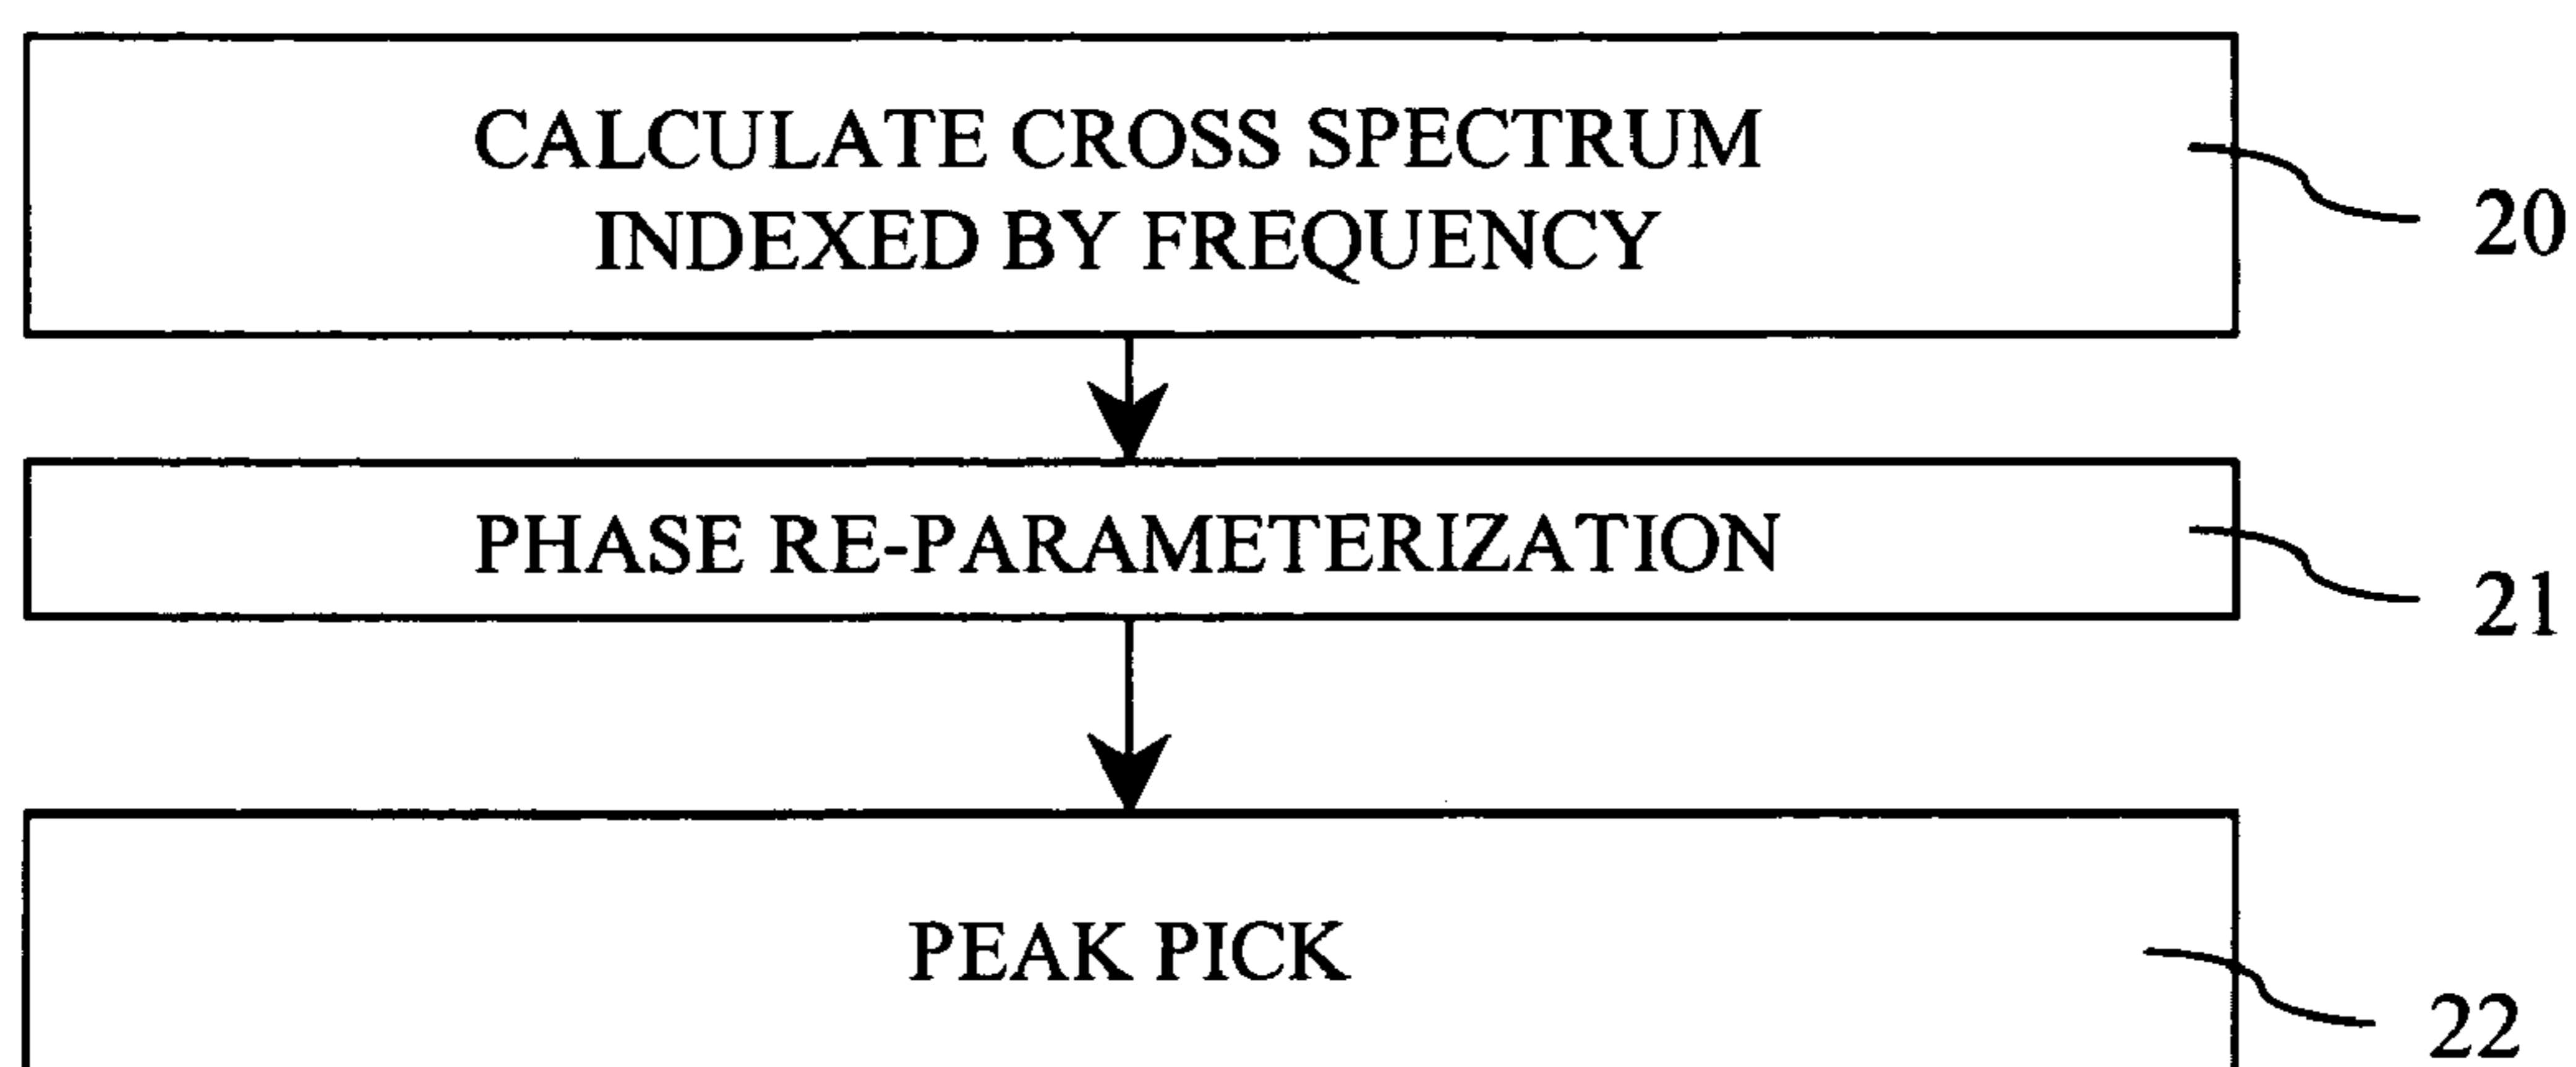 CALCULATE CROSS SPECTRUM
INDEXED BY FREQUENCY
20
PHASE RE-PARAMETERIZATION
21
PEAK PICK
22